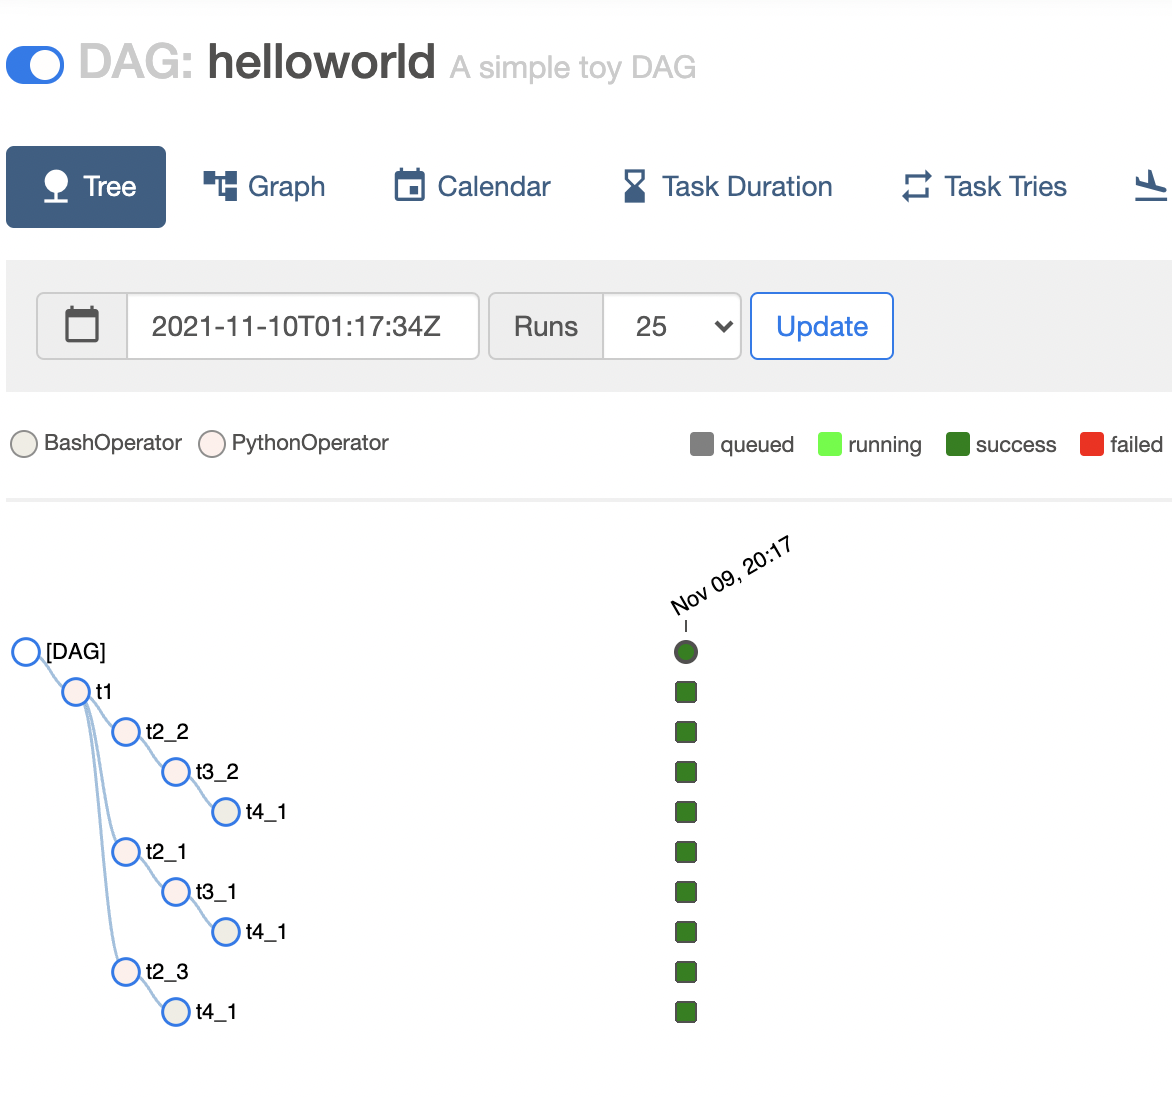 DAG: helloworld A simple toy DAG
Tree Graph Calendar Task Duration Task Tries
2021-11-10T01:17:34Z Runs 25 Update
BashOperator PythonOperator queued running success failed
Nov 09, 20:17
[DAG]
t1
t2_2
t3_2
t4_1
t2_1
t3_1
t4_1
t2_3
t4_1